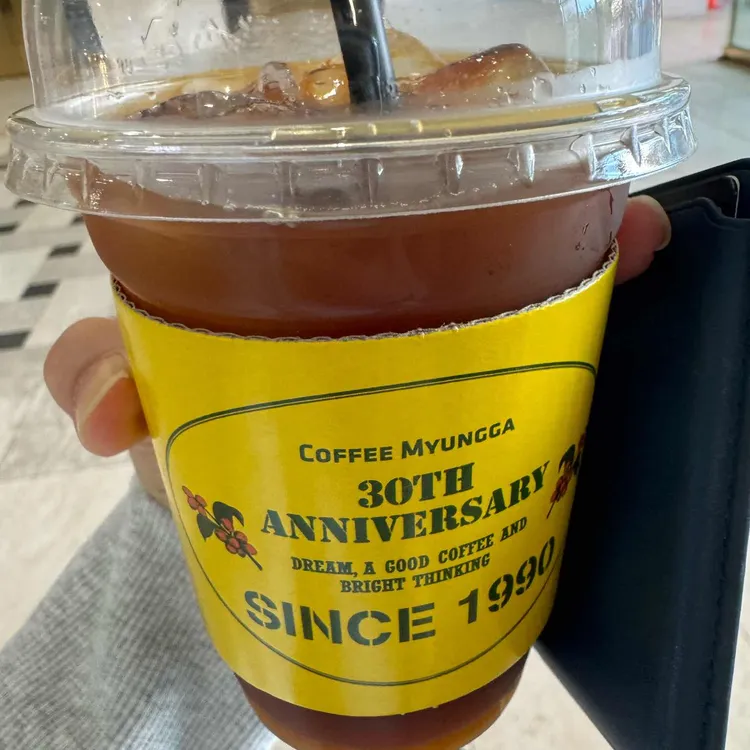 COFFEE MYUNGGA
30TH
ANNIVERSARY
DREAM, A GOOD COFFEE AND
BRIGHT THINKING
SINCE 1990